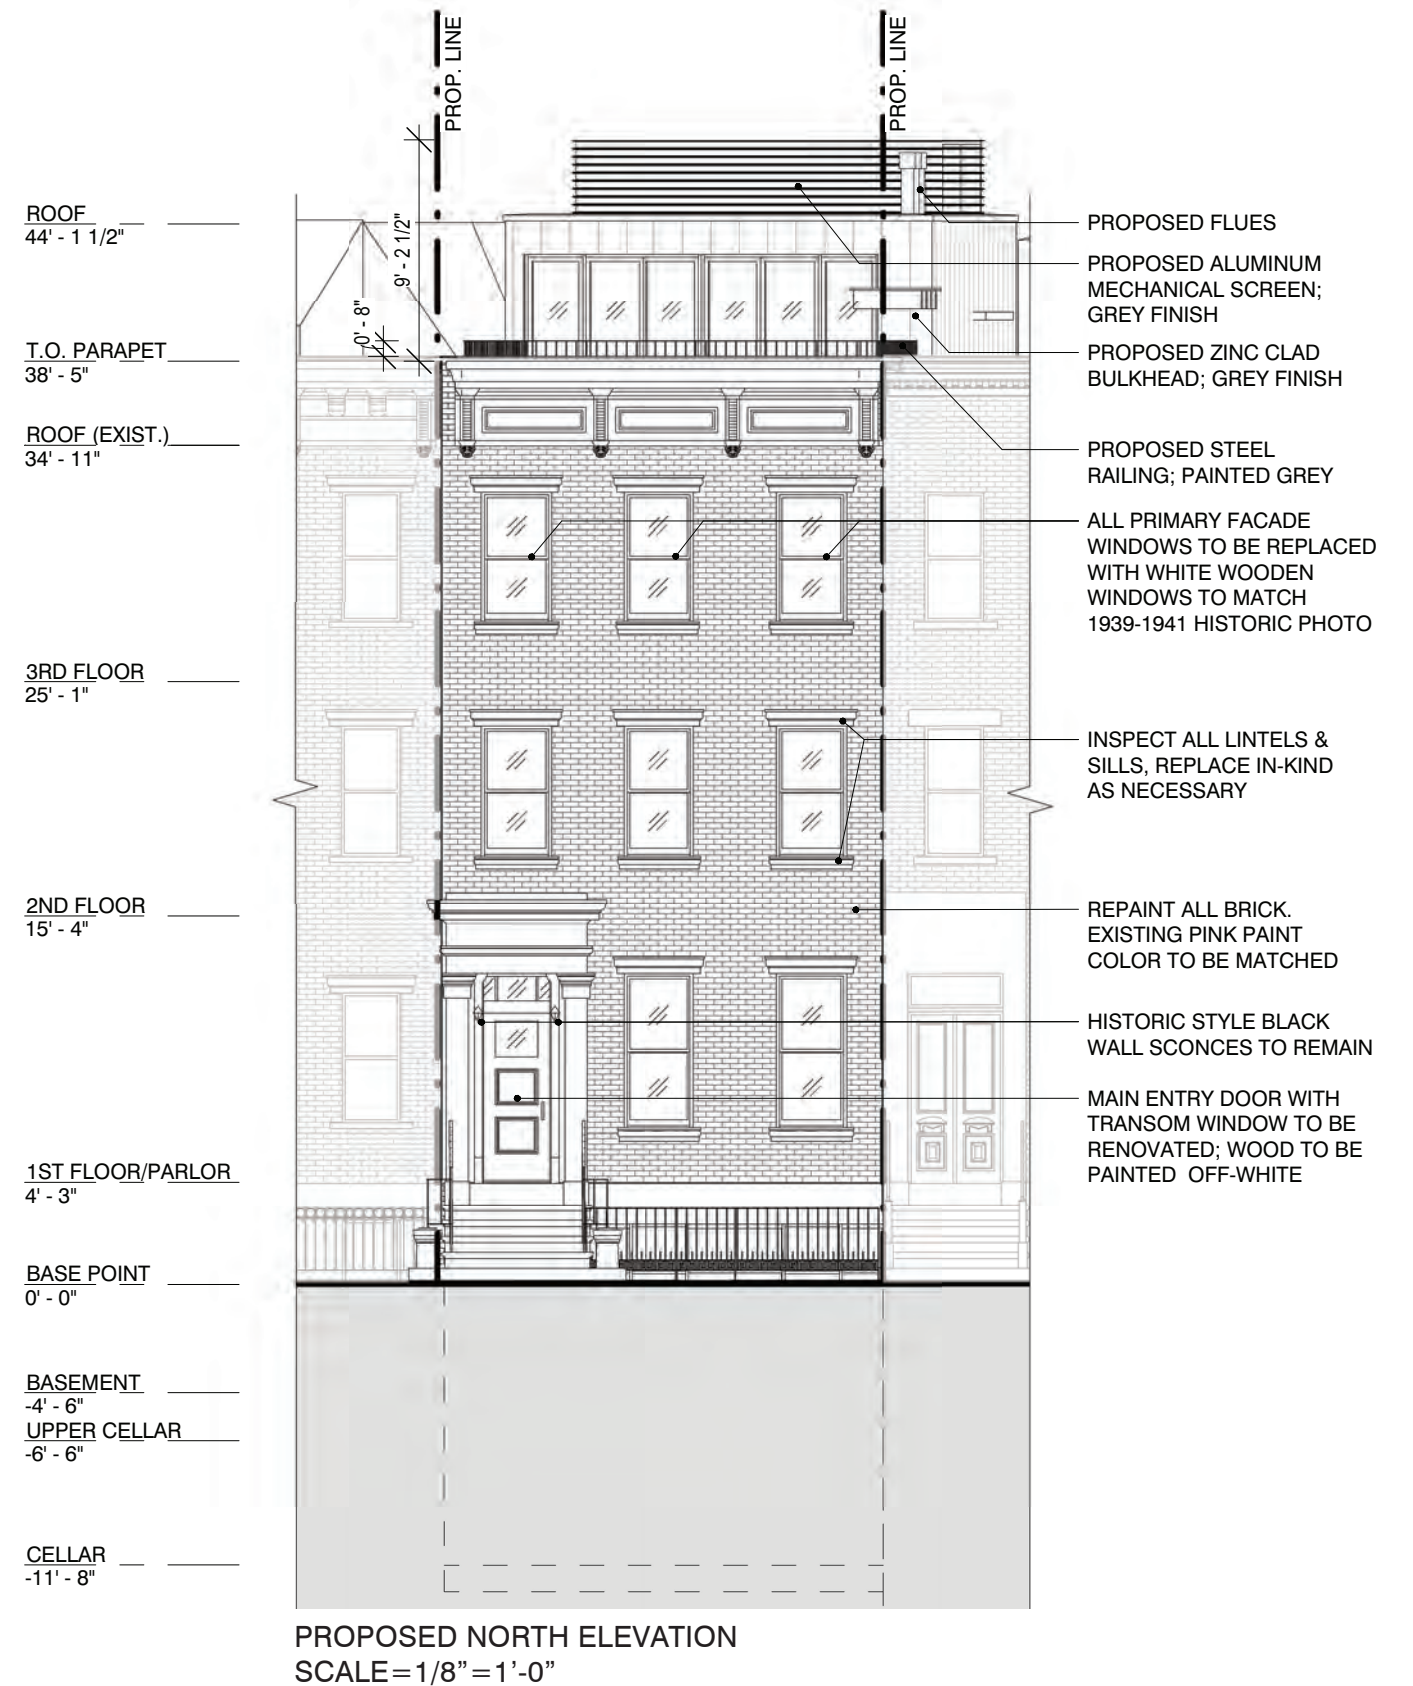 PROP. LINE
PROP. LINE
ROOF
44' - 1 1/2"
9' - 2 1/2"
0' - 8"
T.O. PARAPET
38' - 5"
ROOF (EXIST.)
34' - 11"
3RD FLOOR
25' - 1"
2ND FLOOR
15' - 4"
1ST FLOOR/PARLOR
4' - 3"
BASE POINT
0' - 0"
BASEMENT
-4' - 6"
UPPER CELLAR
-6' - 6"
CELLAR
-11' - 8"
PROPOSED FLUES
PROPOSED ALUMINUM
MECHANICAL SCREEN;
GREY FINISH
PROPOSED ZINC CLAD
BULKHEAD; GREY FINISH
PROPOSED STEEL
RAILING; PAINTED GREY
ALL PRIMARY FACADE
WINDOWS TO BE REPLACED
WITH WHITE WOODEN
WINDOWS TO MATCH
1939-1941 HISTORIC PHOTO
INSPECT ALL LINTELS &
SILLS, REPLACE IN-KIND
AS NECESSARY
REPAINT ALL BRICK.
EXISTING PINK PAINT
COLOR TO BE MATCHED
HISTORIC STYLE BLACK
WALL SCONCES TO REMAIN
MAIN ENTRY DOOR WITH
TRANSOM WINDOW TO BE
RENOVATED; WOOD TO BE
PAINTED OFF-WHITE
PROPOSED NORTH ELEVATION
SCALE=1/8”=1’-0”